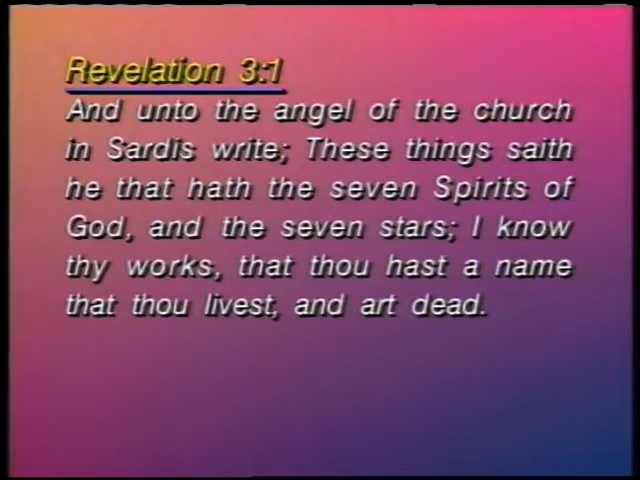 Revelation 3:1
And unto the angel of the church
in Sardis write; These things saith
he that hath the seven Spirits of
God, and the seven stars; I know
thy works, that thou hast a name
that thou livest, and art dead.